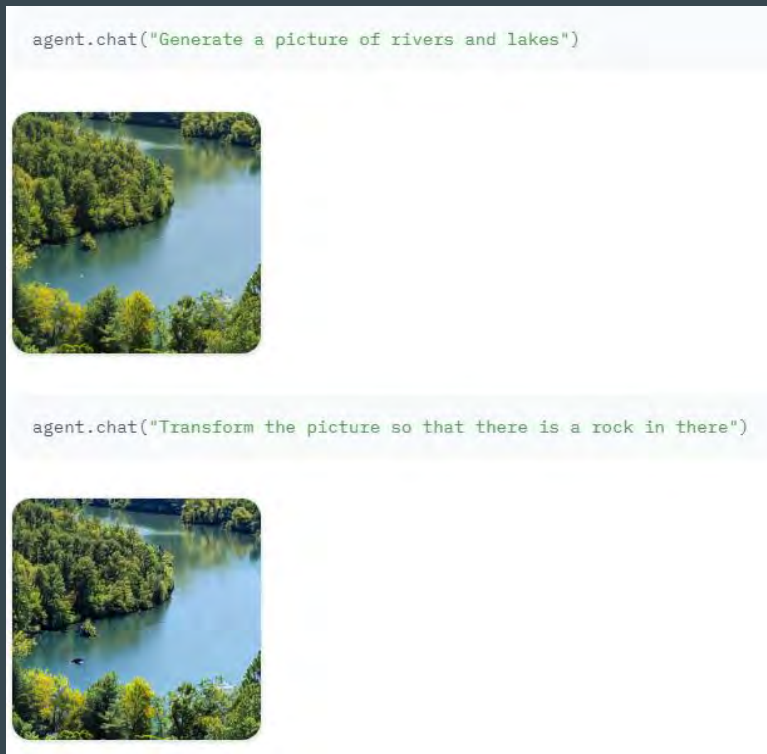 agent.chat("Generate a picture of rivers and lakes")
agent.chat("Transform the picture so that there is a rock in there")